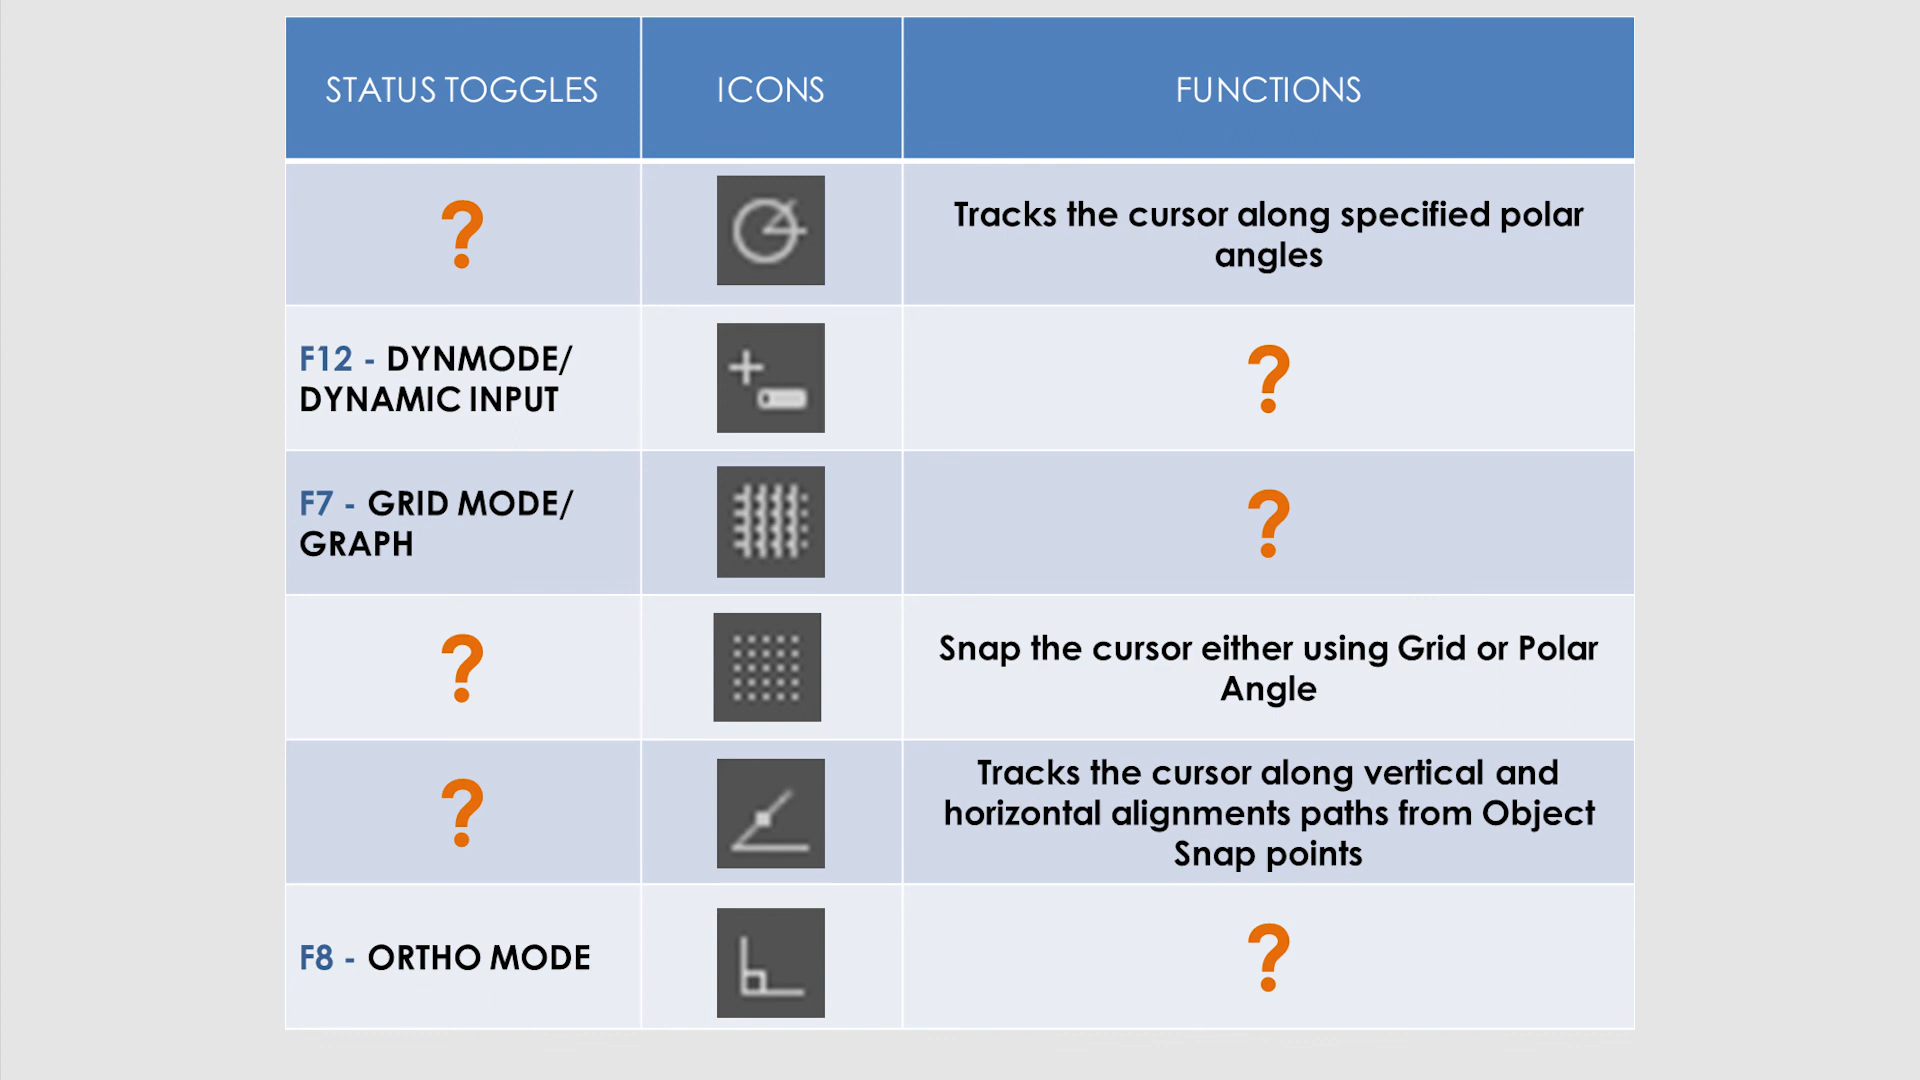 STATUS TOGGLES
ICONS
FUNCTIONS
?
Tracks the cursor along specified polar
angles
F12 - DYNMODE/
DYNAMIC INPUT
?
F7 - GRID MODE/
GRAPH
?
?
Snap the cursor either using Grid or Polar
Angle
?
Tracks the cursor along vertical and
horizontal alignments paths from Object
Snap points
F8 - ORTHO MODE
?